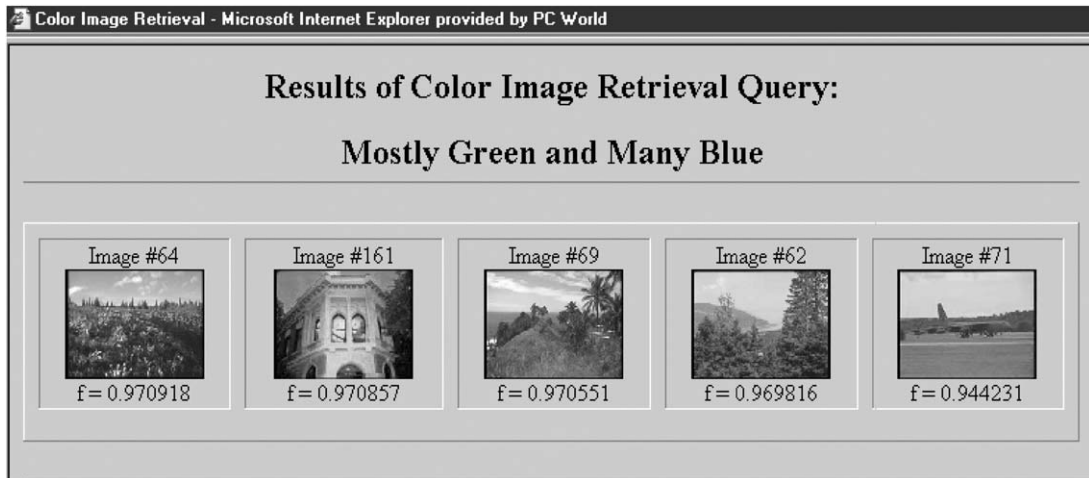 Color Image Retrieval - Microsoft Internet Explorer provided by PC World
Results of Color Image Retrieval Query:
Mostly Green and Many Blue
Image #64
Image #161
Image #69
Image #62
Image #71
f = 0.970918
f = 0.970857
f = 0.970551
f = 0.969816
f = 0.944231